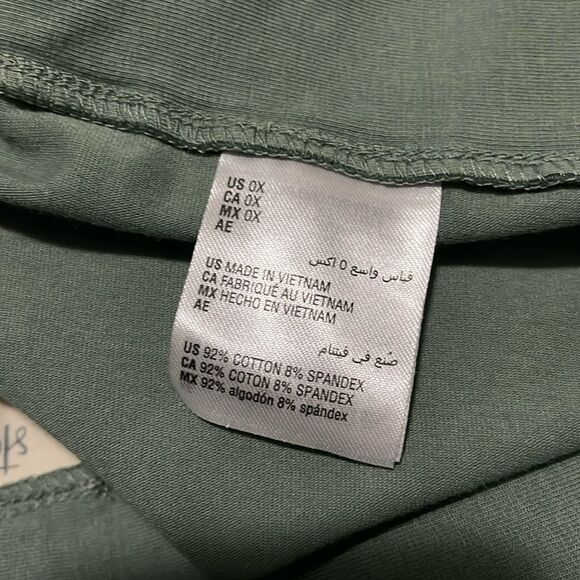 US 0X
CA 0X
MX 0X
AE
قياس واسع 0 اكس
US MADE IN VIETNAM
CA FABRIQUÉ AU VIETNAM
MX HECHO EN VIETNAM
AE
صُنع في فيتنام
US 92% COTTON 8% SPANDEX
CA 92% COTON 8% SPANDEX
MX 92% algodón 8% spándex